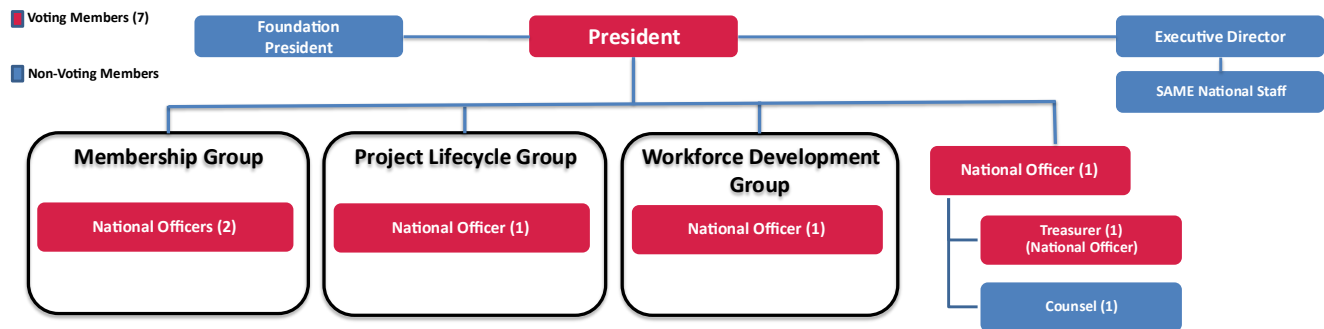 Voting Members (7)
Non-Voting Members
Foundation
President
President
Executive Director
SAME National Staff
Membership Group
National Officers (2)
Project Lifecycle Group
National Officer (1)
Workforce Development
Group
National Officer (1)
National Officer (1)
Treasurer (1)
(National Officer)
Counsel (1)